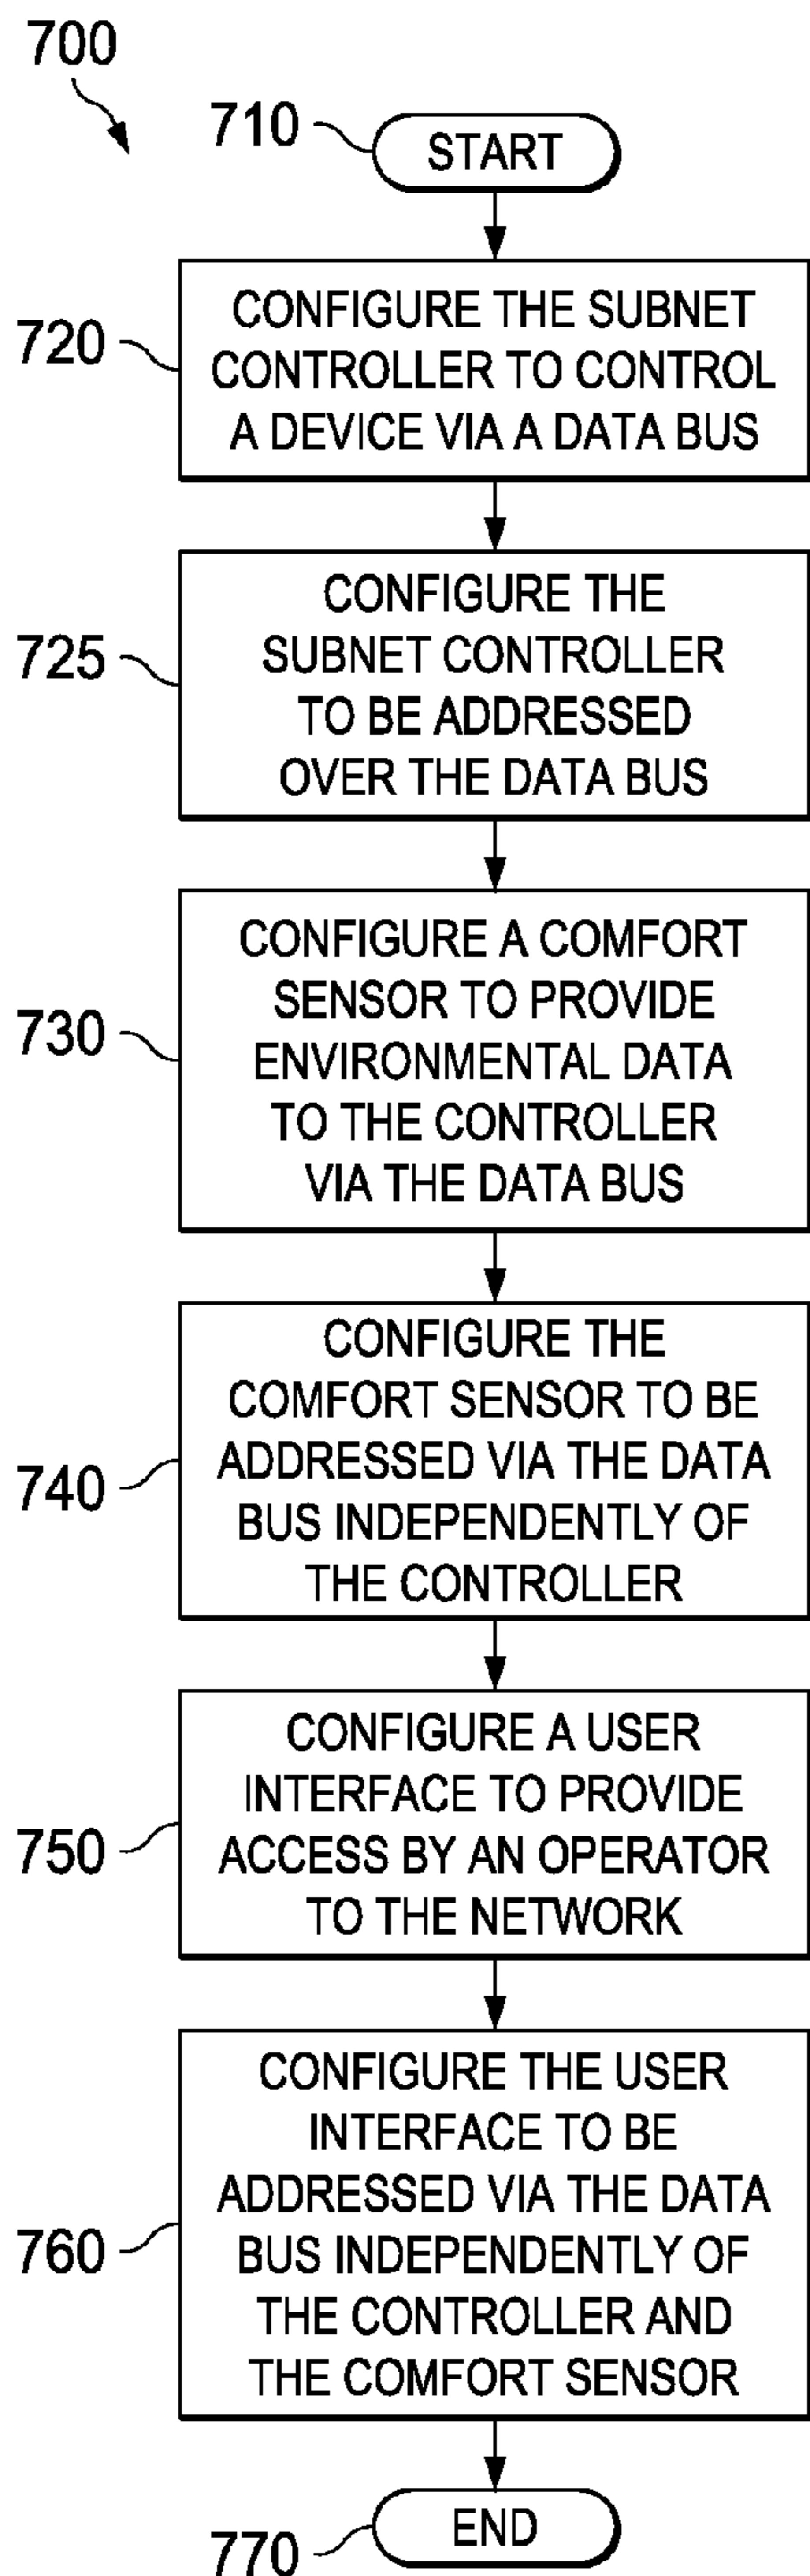 700
710
START
720
CONFIGURE THE SUBNET
CONTROLLER TO CONTROL
A DEVICE VIA A DATA BUS
725
CONFIGURE THE
SUBNET CONTROLLER
TO BE ADDRESSED
OVER THE DATA BUS
730
CONFIGURE A COMFORT
SENSOR TO PROVIDE
ENVIRONMENTAL DATA
TO THE CONTROLLER
VIA THE DATA BUS
740
CONFIGURE THE
COMFORT SENSOR TO BE
ADDRESSED VIA THE DATA
BUS INDEPENDENTLY OF
THE CONTROLLER
750
CONFIGURE A USER
INTERFACE TO PROVIDE
ACCESS BY AN OPERATOR
TO THE NETWORK
760
CONFIGURE THE USER
INTERFACE TO BE
ADDRESSED VIA THE DATA
BUS INDEPENDENTLY OF
THE CONTROLLER AND
THE COMFORT SENSOR
770
END